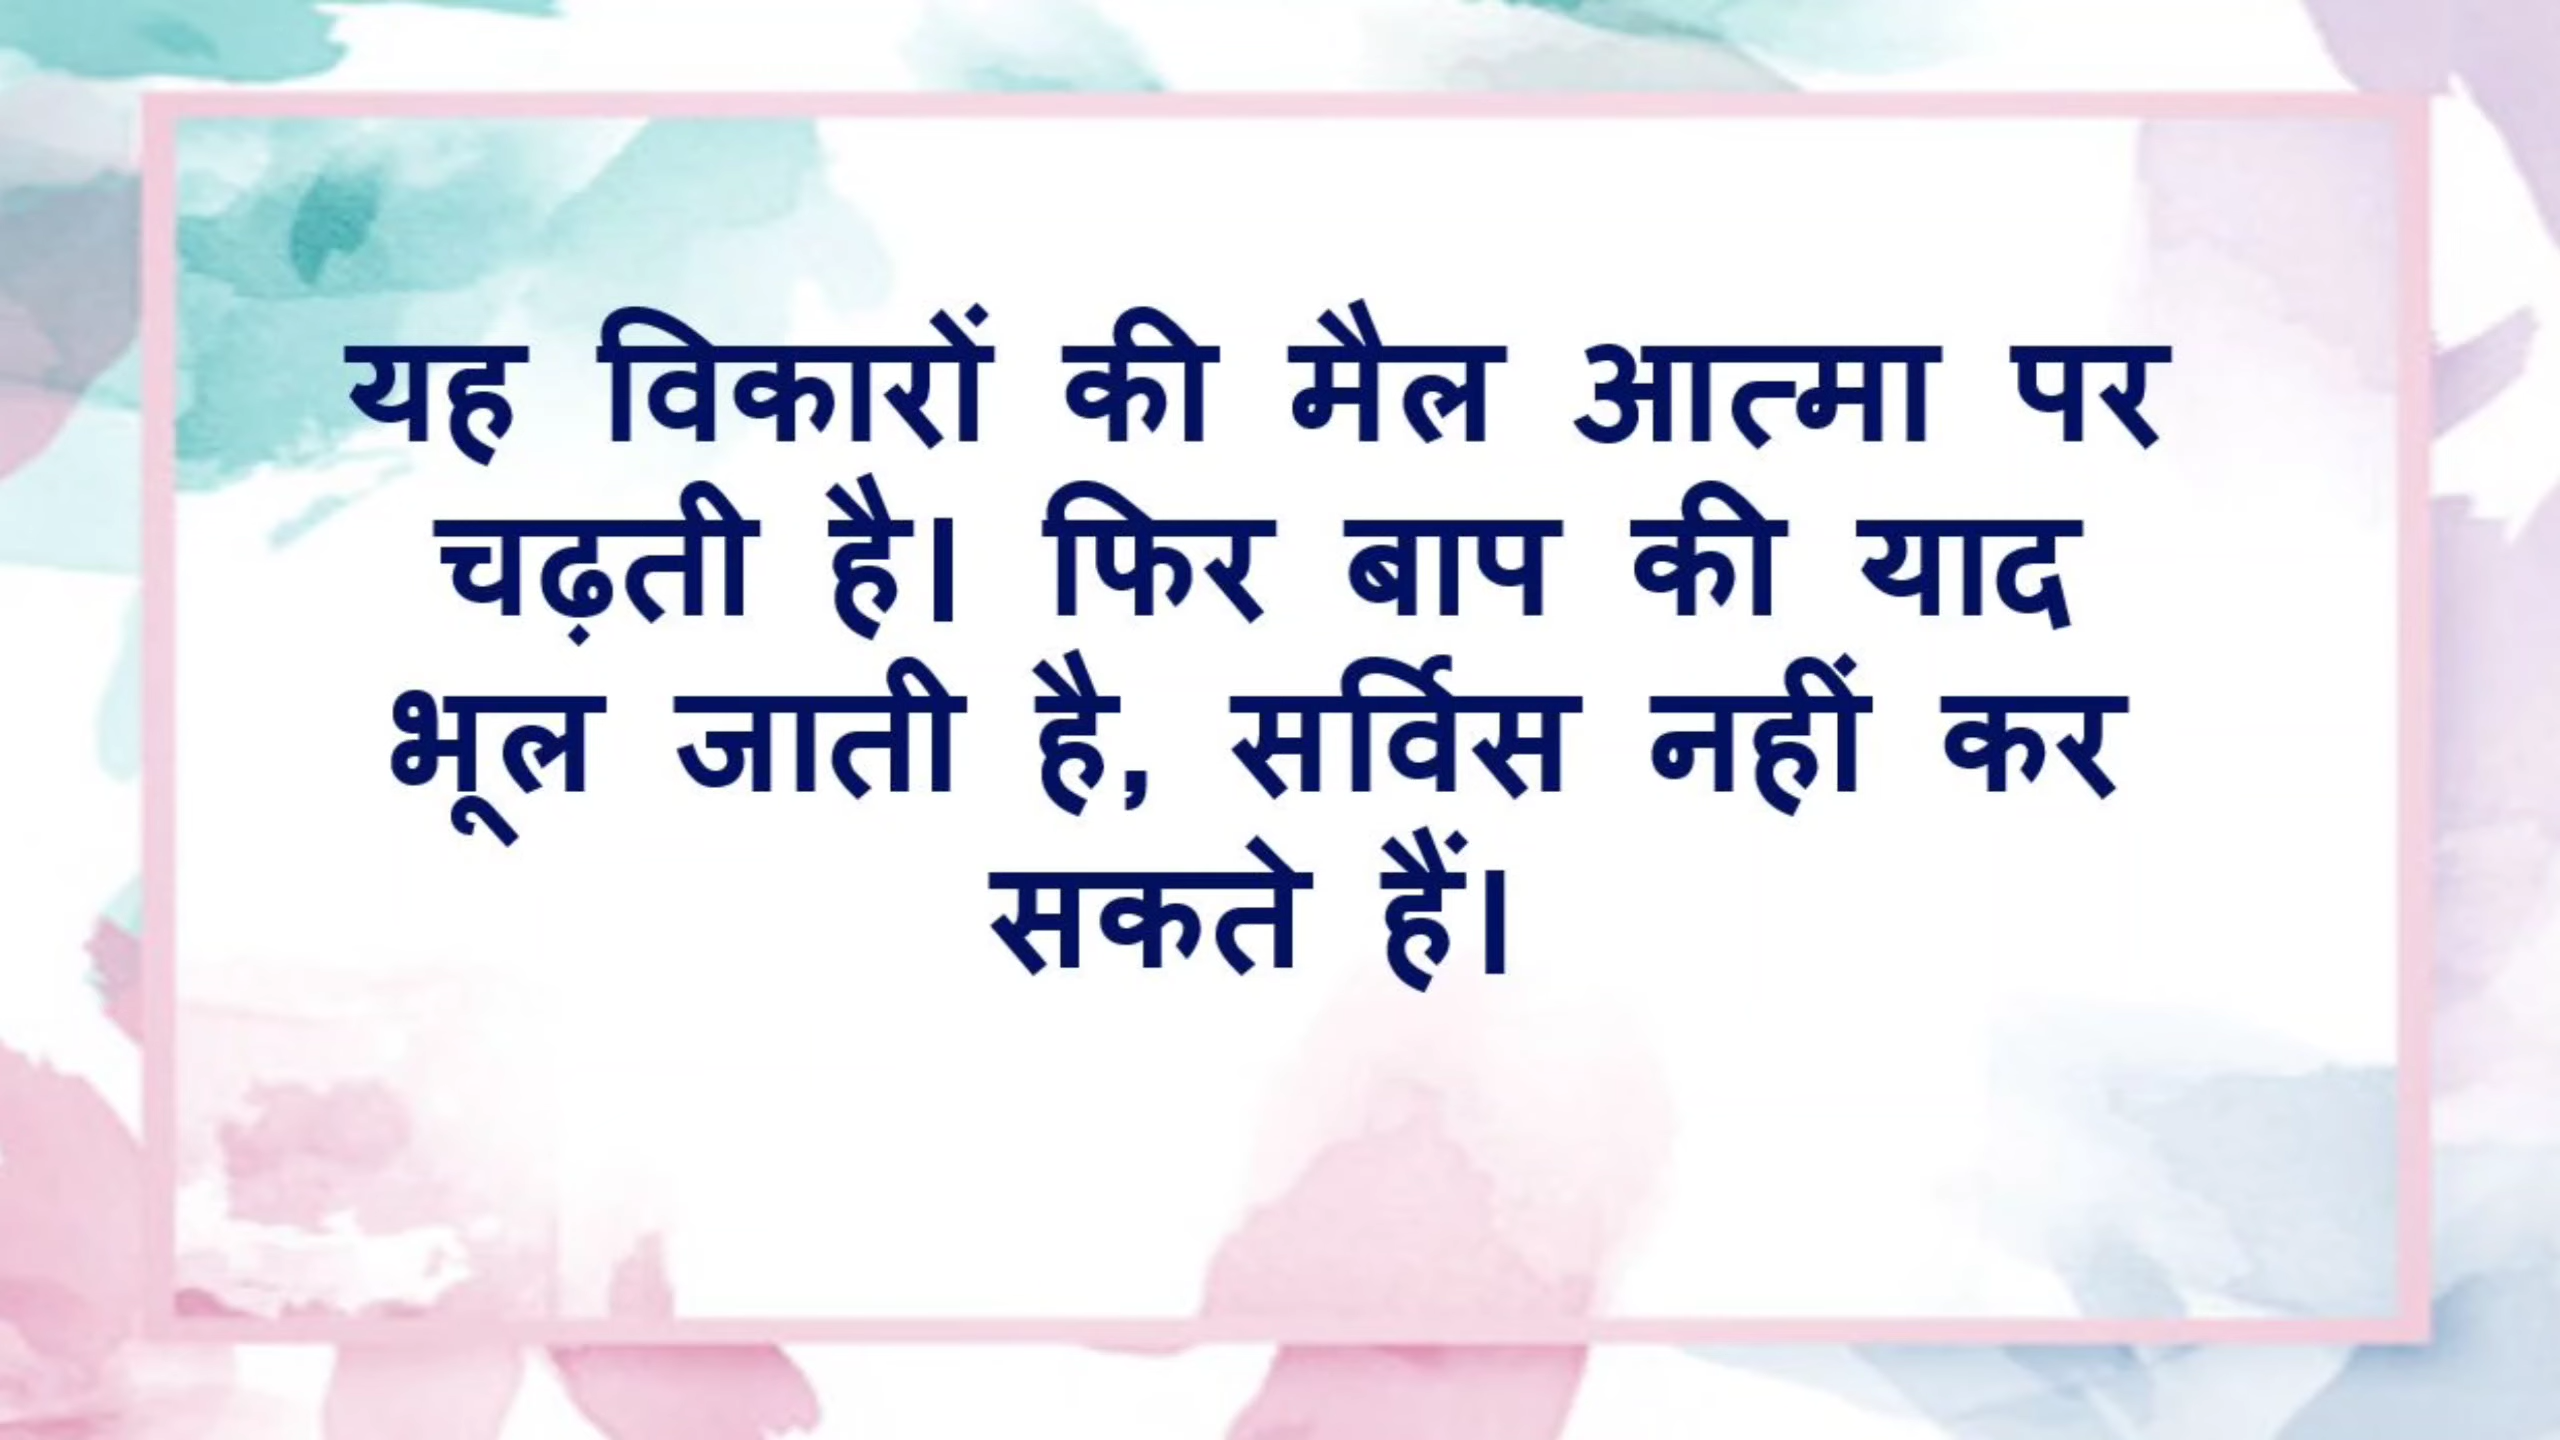 यह विकारों की मैल आत्मा पर
चढ़ती है। फिर बाप की याद
भूल जाती है, सर्विस नहीं कर
सकते हैं।